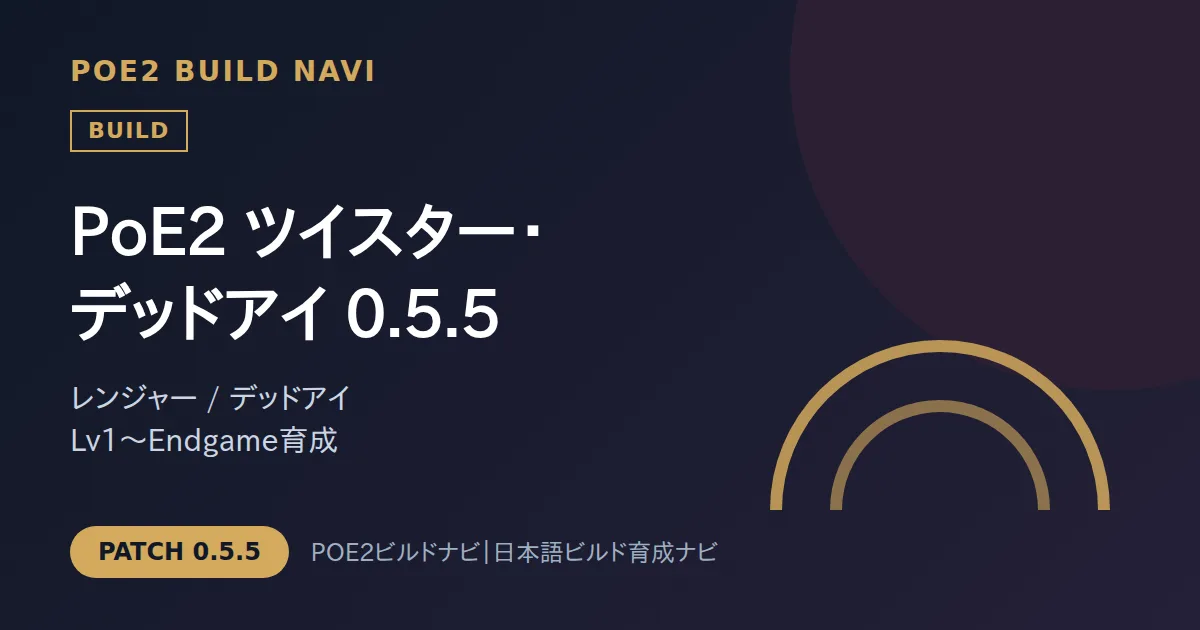 POE2 BUILD NAVI
BUILD
PoE2 ツイスター・
デッドアイ 0.5.5
レンジャー / デッドアイ
Lv1〜Endgame育成
PATCH 0.5.5
POE2ビルドナビ|日本語ビルド育成ナビ